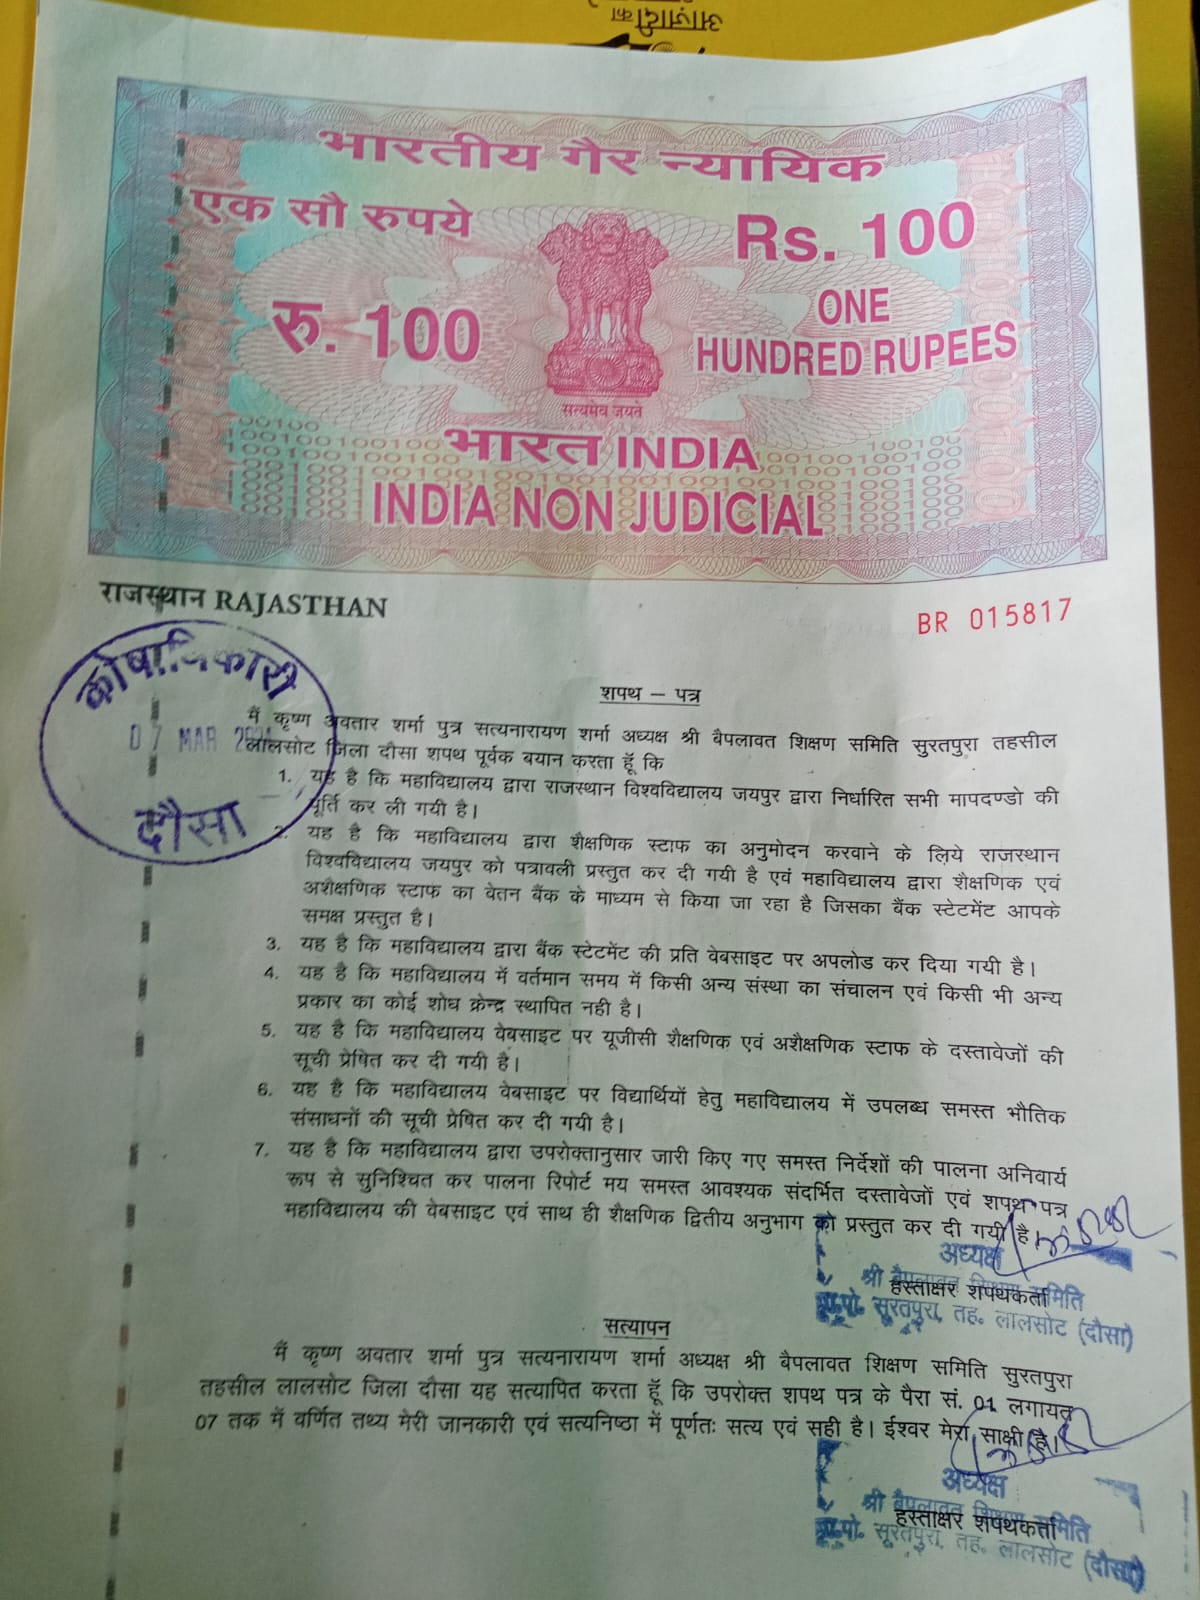 आज़ादी का
भारतीय गैर न्यायिक
एक सौ रुपये
Rs. 100
रु. 100
ONE
HUNDRED RUPEES
सत्यमेव जयते
भारत INDIA
INDIA NON JUDICIAL
राजस्थान RAJASTHAN
BR 015817
कोषाधिकारी
07 MAR
दौसा
शपथ – पत्र
मैं कृष्ण अवतार शर्मा पुत्र सत्यनारायण शर्मा अध्यक्ष श्री बैपलावत शिक्षण समिति सुरतपुरा तहसील
लालसोट जिला दौसा शपथ पूर्वक बयान करता हूँ कि
1. यह है कि महाविद्यालय द्वारा राजस्थान विश्वविद्यालय जयपुर द्वारा निर्धारित सभी मापदण्डो की
पूर्ति कर ली गयी है।
2. यह है कि महाविद्यालय द्वारा शैक्षणिक स्टाफ का अनुमोदन करवाने के लिये राजस्थान
विश्वविद्यालय जयपुर को पत्रावली प्रस्तुत कर दी गयी है एवं महाविद्यालय द्वारा शैक्षणिक एवं
अशैक्षणिक स्टाफ का वेतन बैंक के माध्यम से किया जा रहा है जिसका बैंक स्टेटमेंट आपके
समक्ष प्रस्तुत है।
3. यह है कि महाविद्यालय द्वारा बैंक स्टेटमेंट की प्रति वेबसाइट पर अपलोड कर दिया गयी है।
4. यह है कि महाविद्यालय में वर्तमान समय में किसी अन्य संस्था का संचालन एवं किसी भी अन्य
प्रकार का कोई शोध क्रेन्द्र स्थापित नही है।
5. यह है कि महाविद्यालय वेबसाइट पर यूजीसी शैक्षणिक एवं अशैक्षणिक स्टाफ के दस्तावेजों की
सूची प्रेषित कर दी गयी है।
6. यह है कि महाविद्यालय वेबसाइट पर विद्यार्थियों हेतु महाविद्यालय में उपलब्ध समस्त भौतिक
संसाधनों की सूची प्रेषित कर दी गयी है।
7. यह है कि महाविद्यालय द्वारा उपरोक्तानुसार जारी किए गए समस्त निर्देशों की पालना अनिवार्य
रूप से सुनिश्चित कर पालना रिपोर्ट मय समस्त आवश्यक संदर्भित दस्तावेजों एवं शपथ पत्र
महाविद्यालय की वेबसाइट एवं साथ ही शैक्षणिक द्वितीय अनुभाग को प्रस्तुत कर दी गयी है।
अध्यक्ष
श्री बैपलावत शिक्षण समिति
हस्ताक्षर शपथकर्ता
ग्रा.पो. सूरतपुरा, तह. लालसोट (दौसा)
सत्यापन
मैं कृष्ण अवतार शर्मा पुत्र सत्यनारायण शर्मा अध्यक्ष श्री बैपलावत शिक्षण समिति सुरतपुरा
तहसील लालसोट जिला दौसा यह सत्यापित करता हूँ कि उपरोक्त शपथ पत्र के पैरा सं. 01 लगायत
07 तक में वर्णित तथ्य मेरी जानकारी एवं सत्यनिष्ठा में पूर्णतः सत्य एवं सही है। ईश्वर मेरा साक्षी है।
अध्यक्ष
श्री बैपलावत शिक्षण समिति
हस्ताक्षर शपथकर्ता
ग्रा.पो. सूरतपुरा, तह. लालसोट (दौसा)